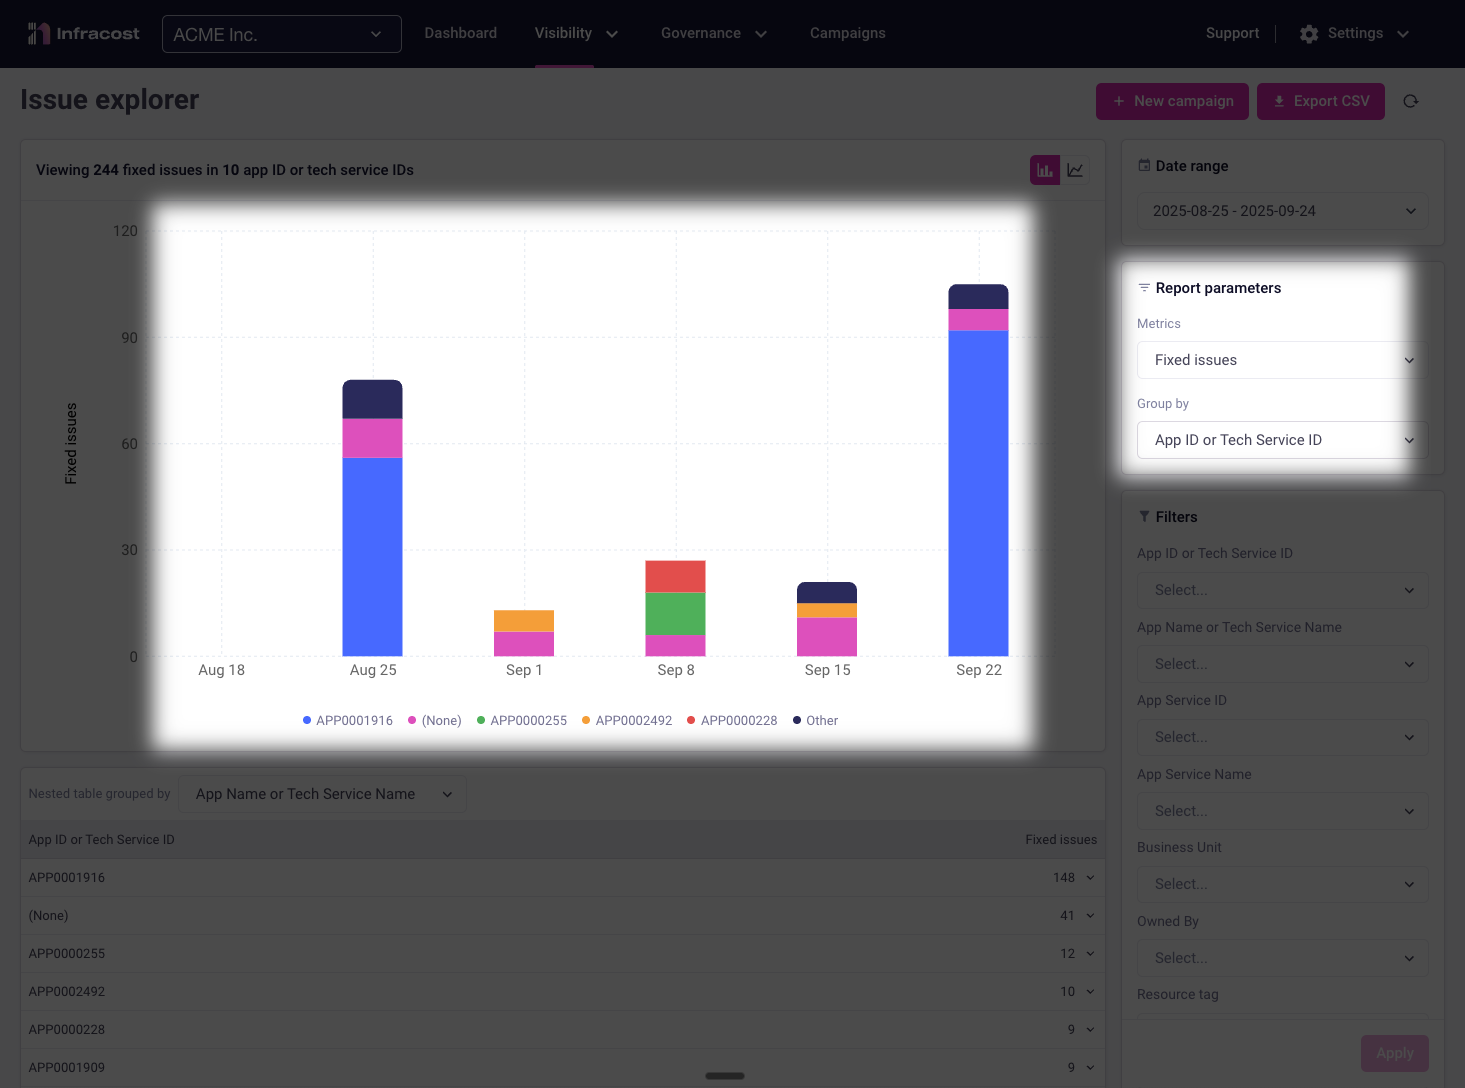 Infracost
ACME Inc.
Dashboard
Visibility
Governance
Campaigns
Support
Settings
Issue explorer
+ New campaign
Export CSV
Viewing 244 fixed issues in 10 app ID or tech service IDs
Date range
2025-08-25 - 2025-09-24
120
90
60
30
0
Fixed issues
Aug 18
Aug 25
Sep 1
Sep 8
Sep 15
Sep 22
APP0001916
(None)
APP0000255
APP0002492
APP0000228
Other
Report parameters
Metrics
Fixed issues
Group by
App ID or Tech Service ID
Filters
App ID or Tech Service ID
Select...
App Name or Tech Service Name
Select...
App Service ID
Select...
App Service Name
Select...
Business Unit
Select...
Owned By
Select...
Resource tag
Apply
Nested table grouped by App Name or Tech Service Name
App ID or Tech Service ID Fixed issues
APP0001916 148
(None) 41
APP0000255 12
APP0002492 10
APP0000228 9
APP0001909 9